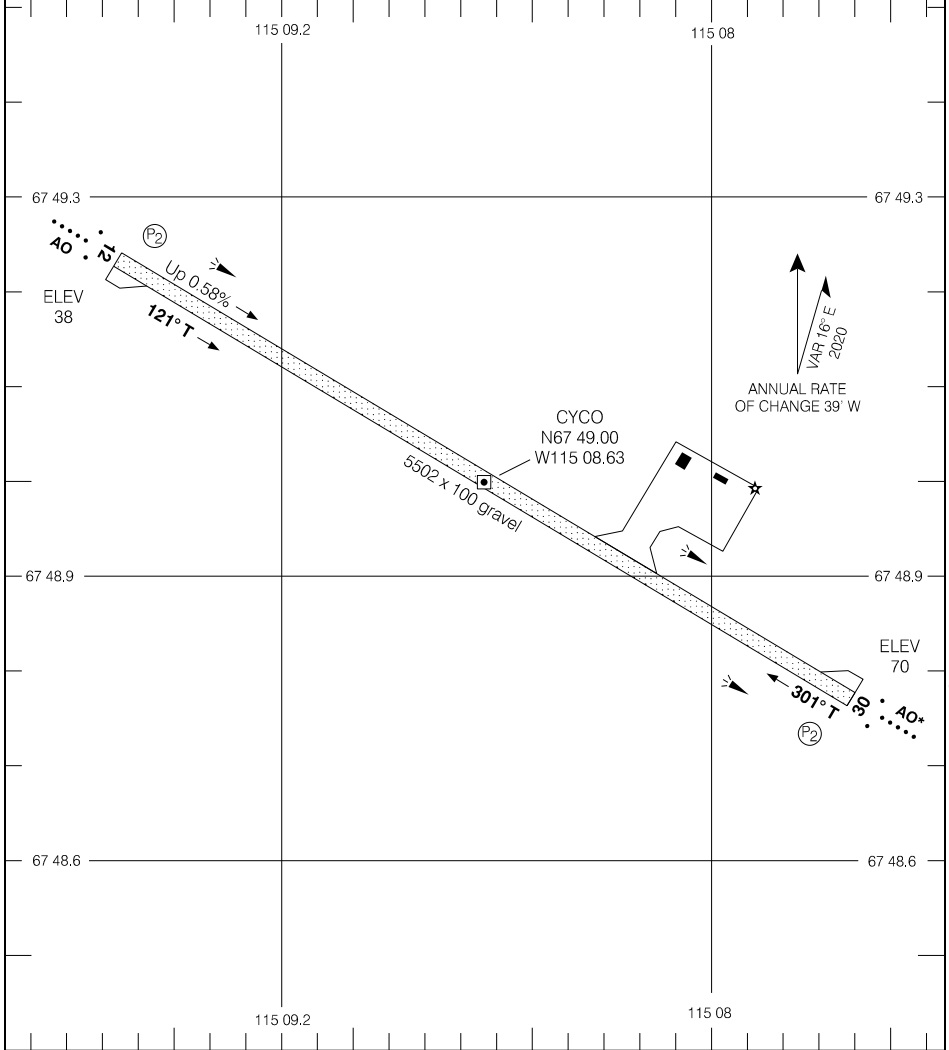 115 09.2
115 08
67 49.3
67 49.3
AO
12
P2
Up 0.58%
ELEV
38
121° T
VAR 16° E
2020
ANNUAL RATE
OF CHANGE 39' W
CYCO
N67 49.00
W115 08.63
5502 x 100 gravel
67 48.9
67 48.9
ELEV
70
301° T
30
AO*
P2
67 48.6
67 48.6
115 09.2
115 08